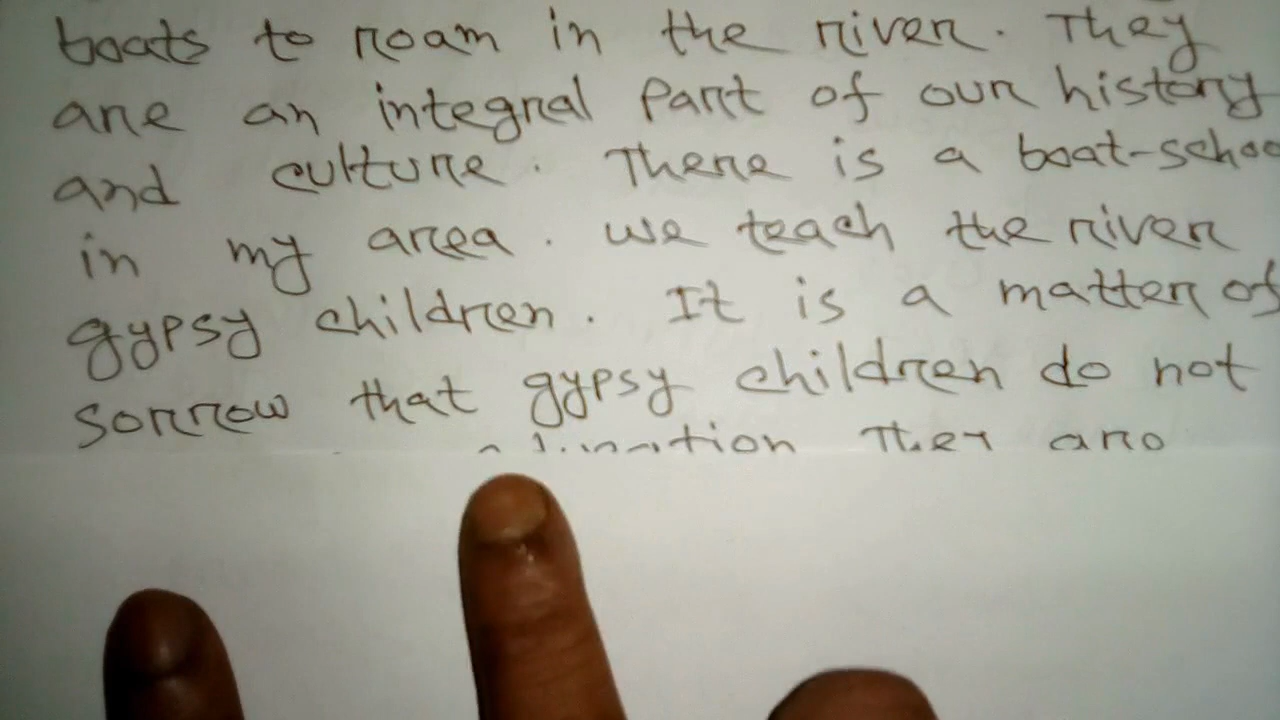 boats to roam in the river. They
are an integral part of our history
and culture. There is a boat-schoo
in my area. We teach the river
gypsy children. It is a matter of
sorrow that gypsy children do not